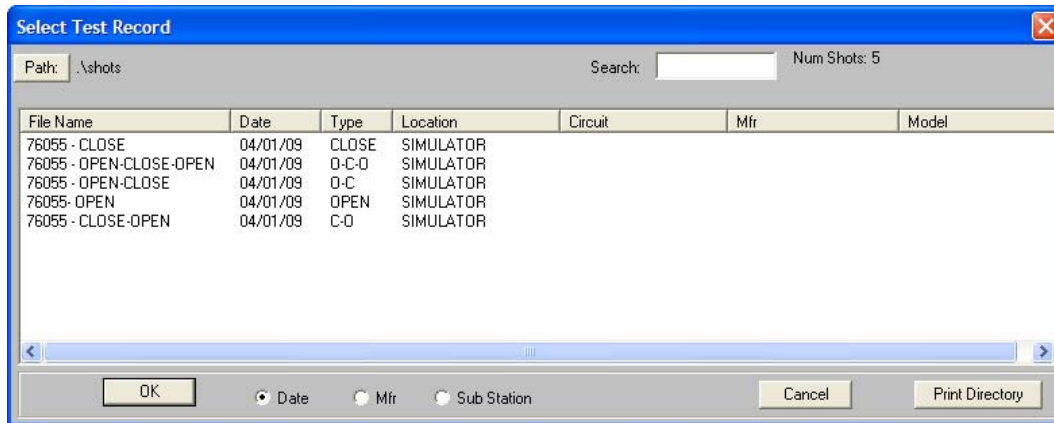 Select Test Record
Path: .\shots Search: Num Shots: 5
File Name Date Type Location Circuit Mfr Model
76055 - CLOSE 04/01/09 CLOSE SIMULATOR
76055 - OPEN-CLOSE-OPEN 04/01/09 O-C-O SIMULATOR
76055 - OPEN-CLOSE 04/01/09 O-C SIMULATOR
76055- OPEN 04/01/09 OPEN SIMULATOR
76055 - CLOSE-OPEN 04/01/09 C-O SIMULATOR
OK Date Mfr Sub Station Cancel Print Directory